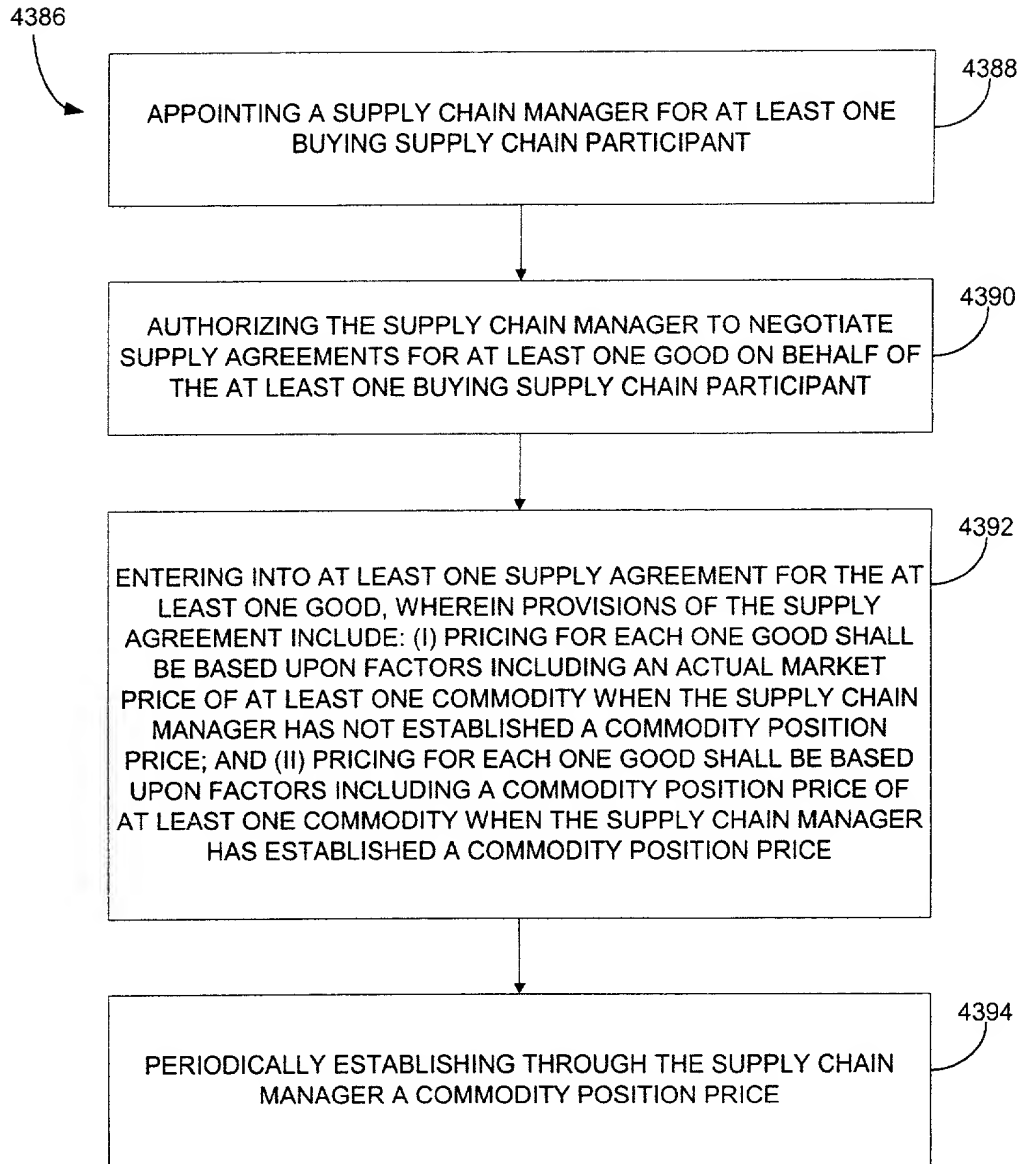 4386
4388
APPOINTING A SUPPLY CHAIN MANAGER FOR AT LEAST ONE
BUYING SUPPLY CHAIN PARTICIPANT
4390
AUTHORIZING THE SUPPLY CHAIN MANAGER TO NEGOTIATE
SUPPLY AGREEMENTS FOR AT LEAST ONE GOOD ON BEHALF OF
THE AT LEAST ONE BUYING SUPPLY CHAIN PARTICIPANT
4392
ENTERING INTO AT LEAST ONE SUPPLY AGREEMENT FOR THE AT
LEAST ONE GOOD, WHEREIN PROVISIONS OF THE SUPPLY
AGREEMENT INCLUDE: (I) PRICING FOR EACH ONE GOOD SHALL
BE BASED UPON FACTORS INCLUDING AN ACTUAL MARKET
PRICE OF AT LEAST ONE COMMODITY WHEN THE SUPPLY CHAIN
MANAGER HAS NOT ESTABLISHED A COMMODITY POSITION
PRICE; AND (II) PRICING FOR EACH ONE GOOD SHALL BE BASED
UPON FACTORS INCLUDING A COMMODITY POSITION PRICE OF
AT LEAST ONE COMMODITY WHEN THE SUPPLY CHAIN MANAGER
HAS ESTABLISHED A COMMODITY POSITION PRICE
4394
PERIODICALLY ESTABLISHING THROUGH THE SUPPLY CHAIN
MANAGER A COMMODITY POSITION PRICE